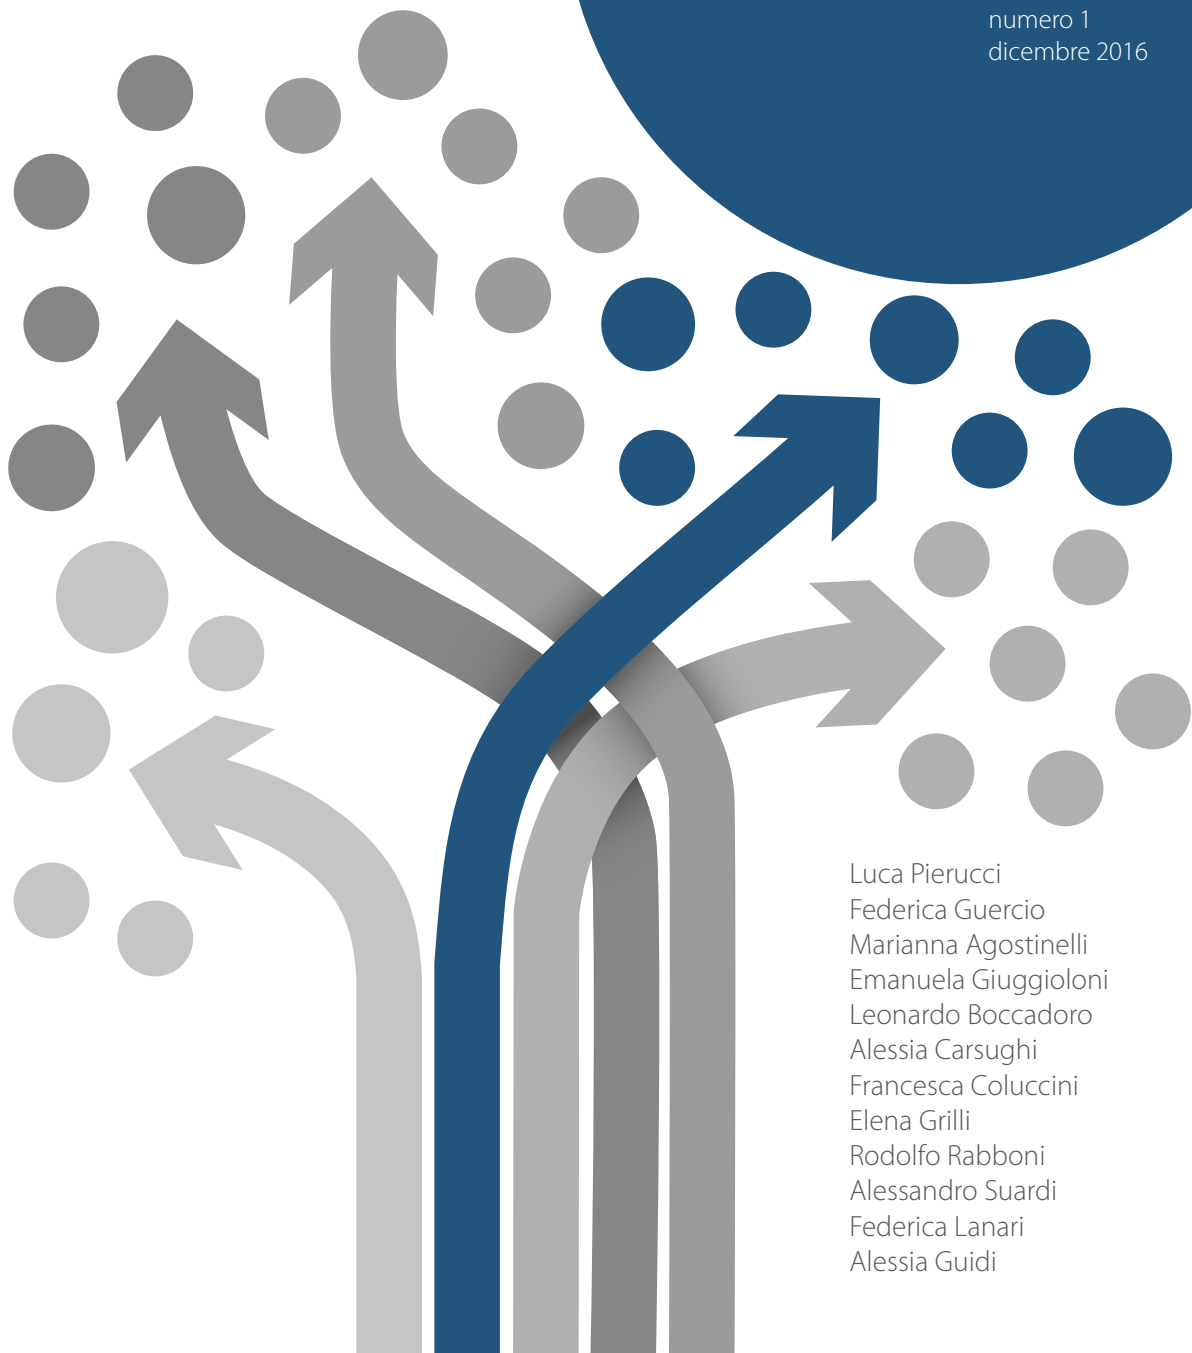 numero 1
dicembre 2016
Luca Pierucci
Federica Guercio
Marianna Agostinelli
Emanuela Giuggioloni
Leonardo Boccadoro
Alessia Carsughi
Francesca Coluccini
Elena Grilli
Rodolfo Rabboni
Alessandro Suardi
Federica Lanari
Alessia Guidi